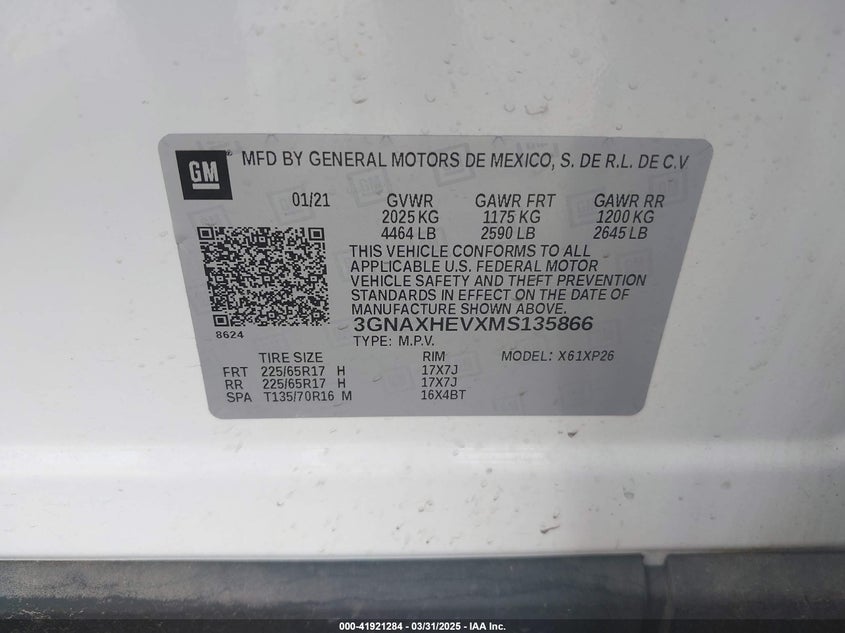 GM ® MFD BY GENERAL MOTORS DE MEXICO, S. DE R.L. DE C.V.
01/21 GVWR GAWR FRT GAWR RR
2025 KG 1175 KG 1200 KG
4464 LB 2590 LB 2645 LB
THIS VEHICLE CONFORMS TO ALL
APPLICABLE U.S. FEDERAL MOTOR
VEHICLE SAFETY AND THEFT PREVENTION
STANDARDS IN EFFECT ON THE DATE OF
MANUFACTURE SHOWN ABOVE.
8624 3GNAXHEVXMS135866
TYPE: M.P.V.
TIRE SIZE RIM MODEL: X61XP26
FRT 225/65R17 H 17X7J
RR 225/65R17 H 17X7J
SPA T135/70R16 M 16X4BT
000-41921284 - 03/31/2025 - IAA Inc.